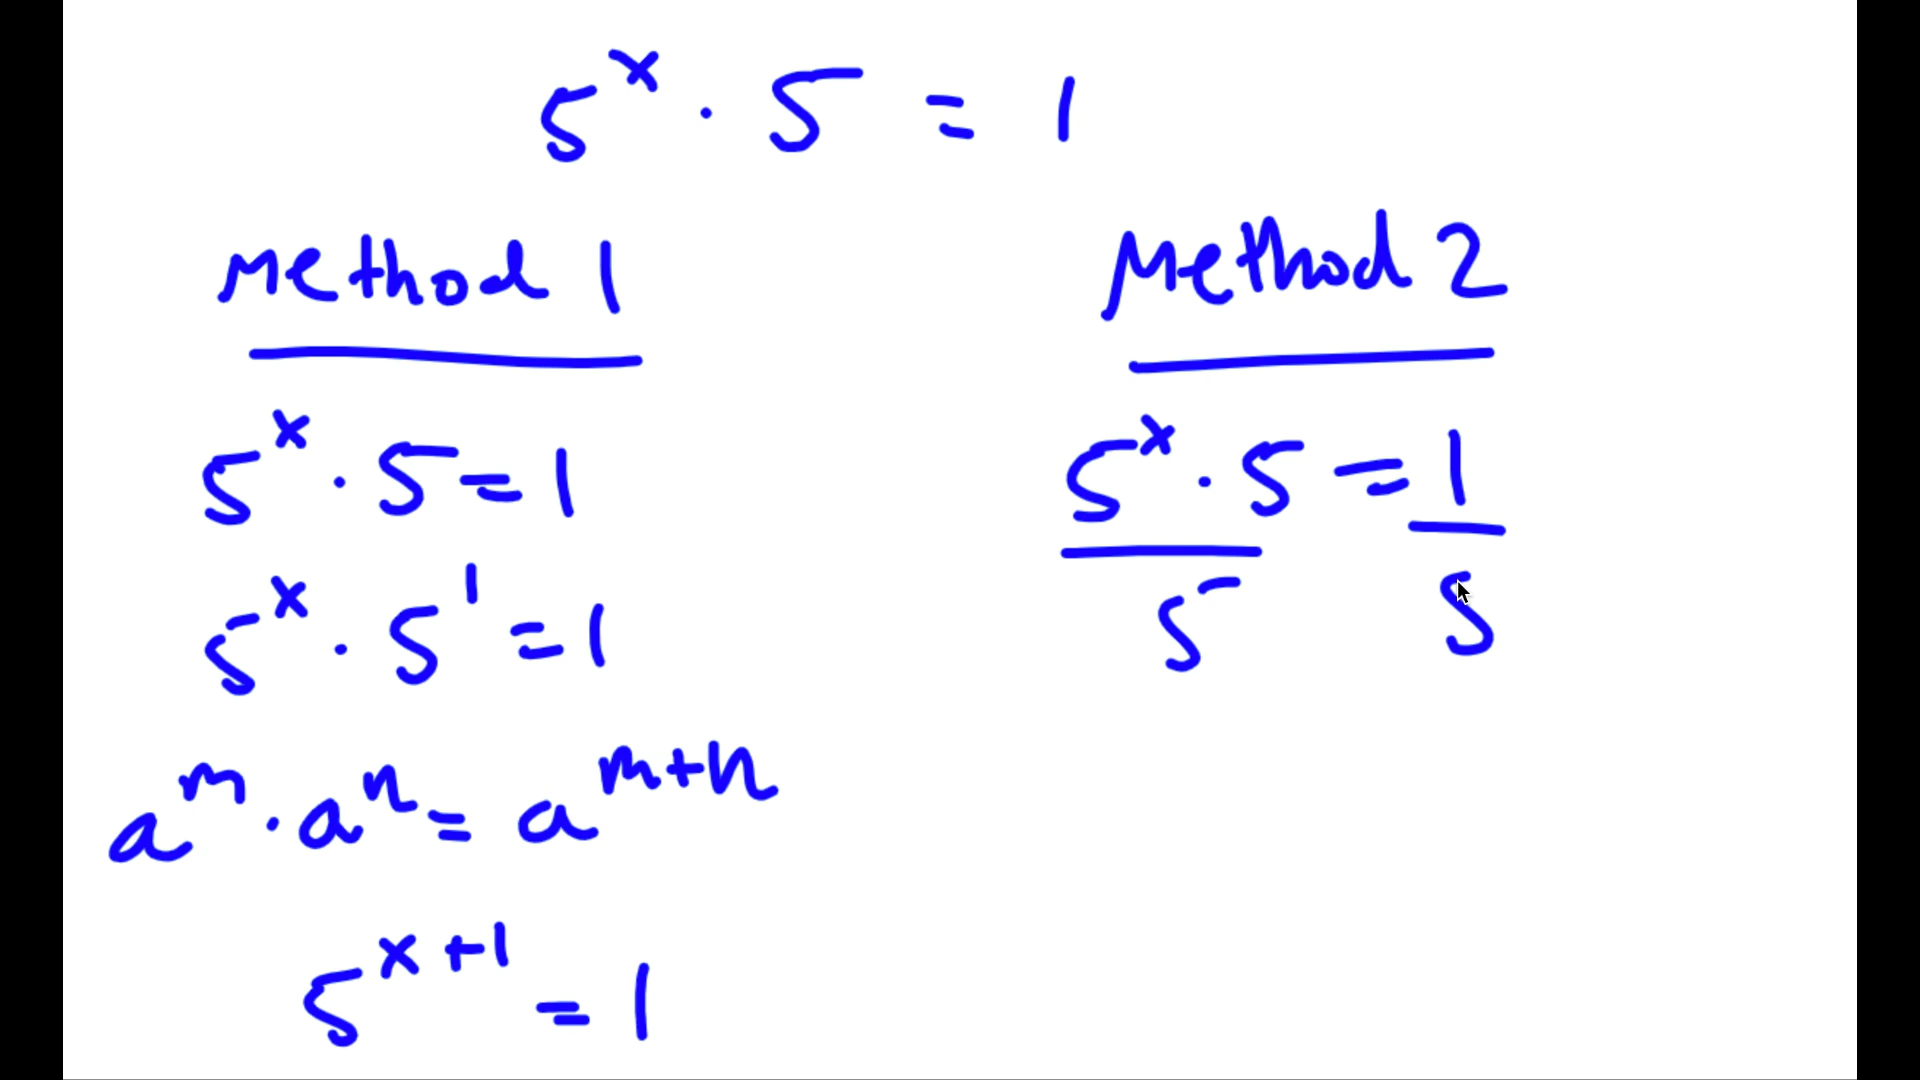 5^x · 5 = 1
Method 1
5^x · 5 = 1
5^x · 5^1 = 1
a^m · a^n = a^{m+n}
5^{x+1} = 1
Method 2
5^x · 5 = 1
5 5